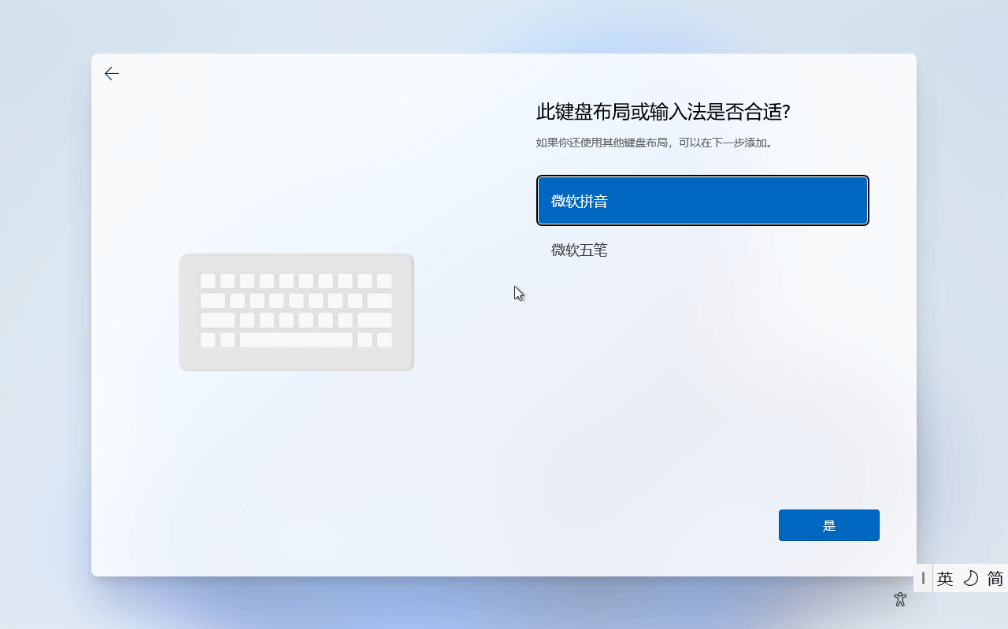 此键盘布局或输入法是否合适?
如果你还使用其他键盘布局，可以在下一步添加。
微软拼音
微软五笔
是
英 简